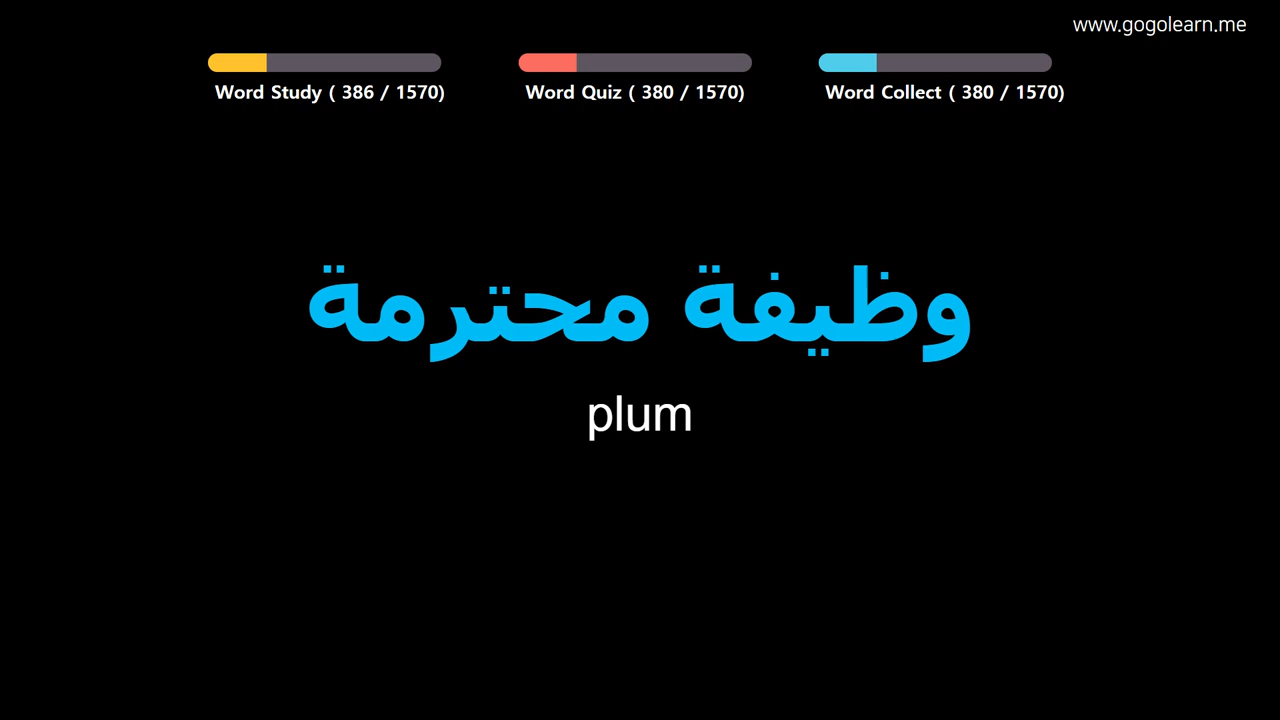 www.gogolearn.me
Word Study ( 386 / 1570)
Word Quiz ( 380 / 1570)
Word Collect ( 380 / 1570)
وظيفة محترمة
plum